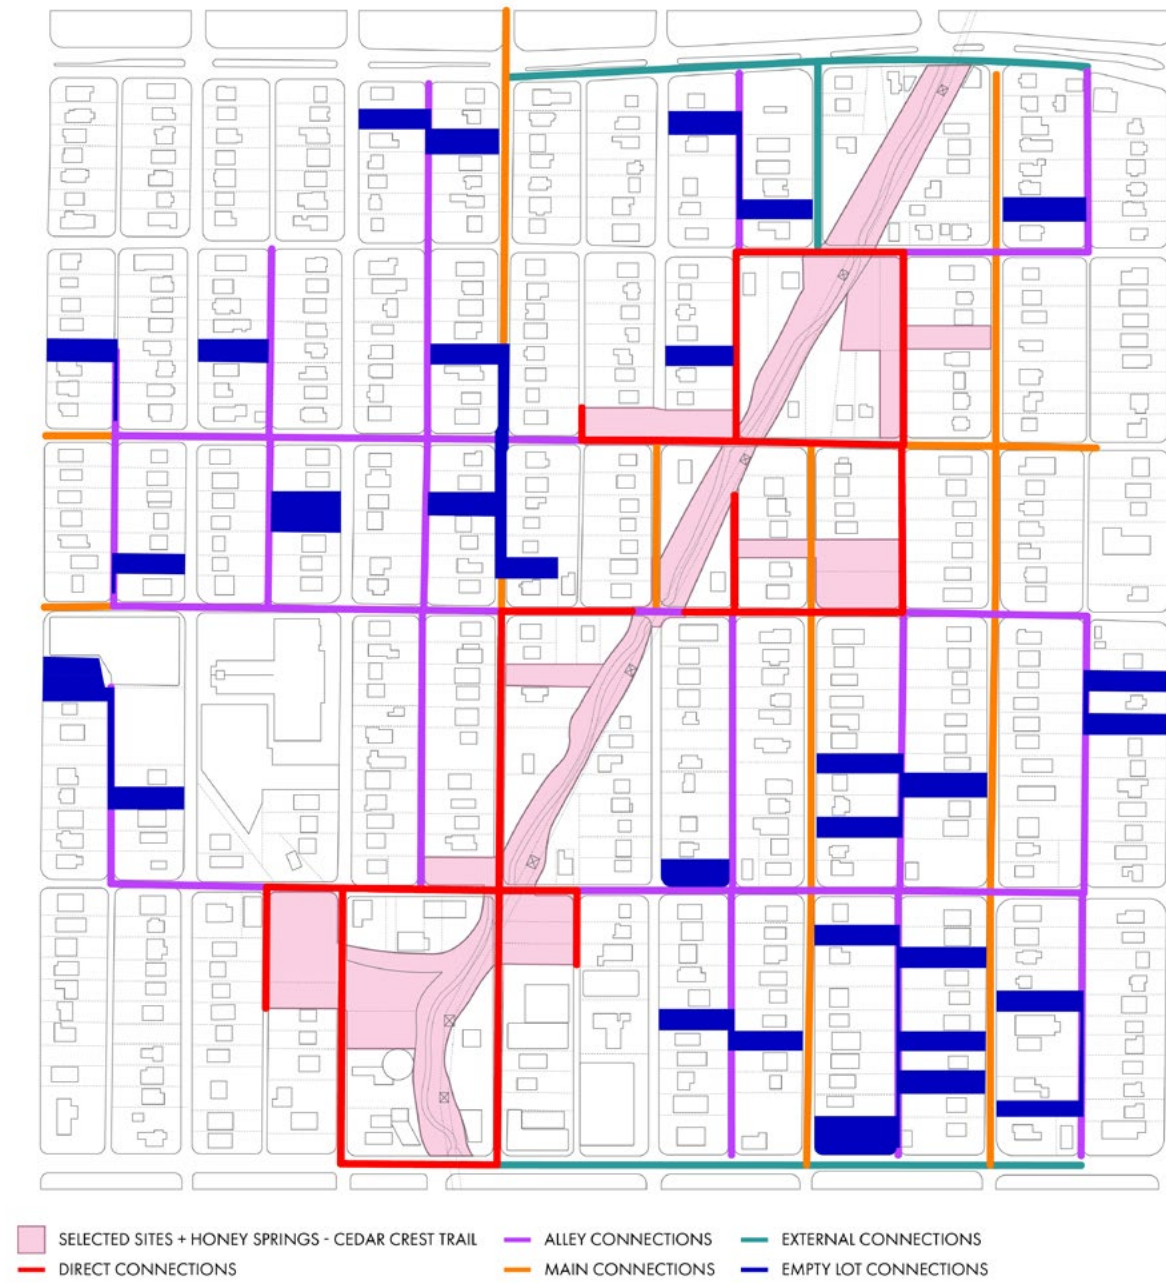 SELECTED SITES + HONEY SPRINGS - CEDAR CREST TRAIL
ALLEY CONNECTIONS
EXTERNAL CONNECTIONS
DIRECT CONNECTIONS
MAIN CONNECTIONS
EMPTY LOT CONNECTIONS